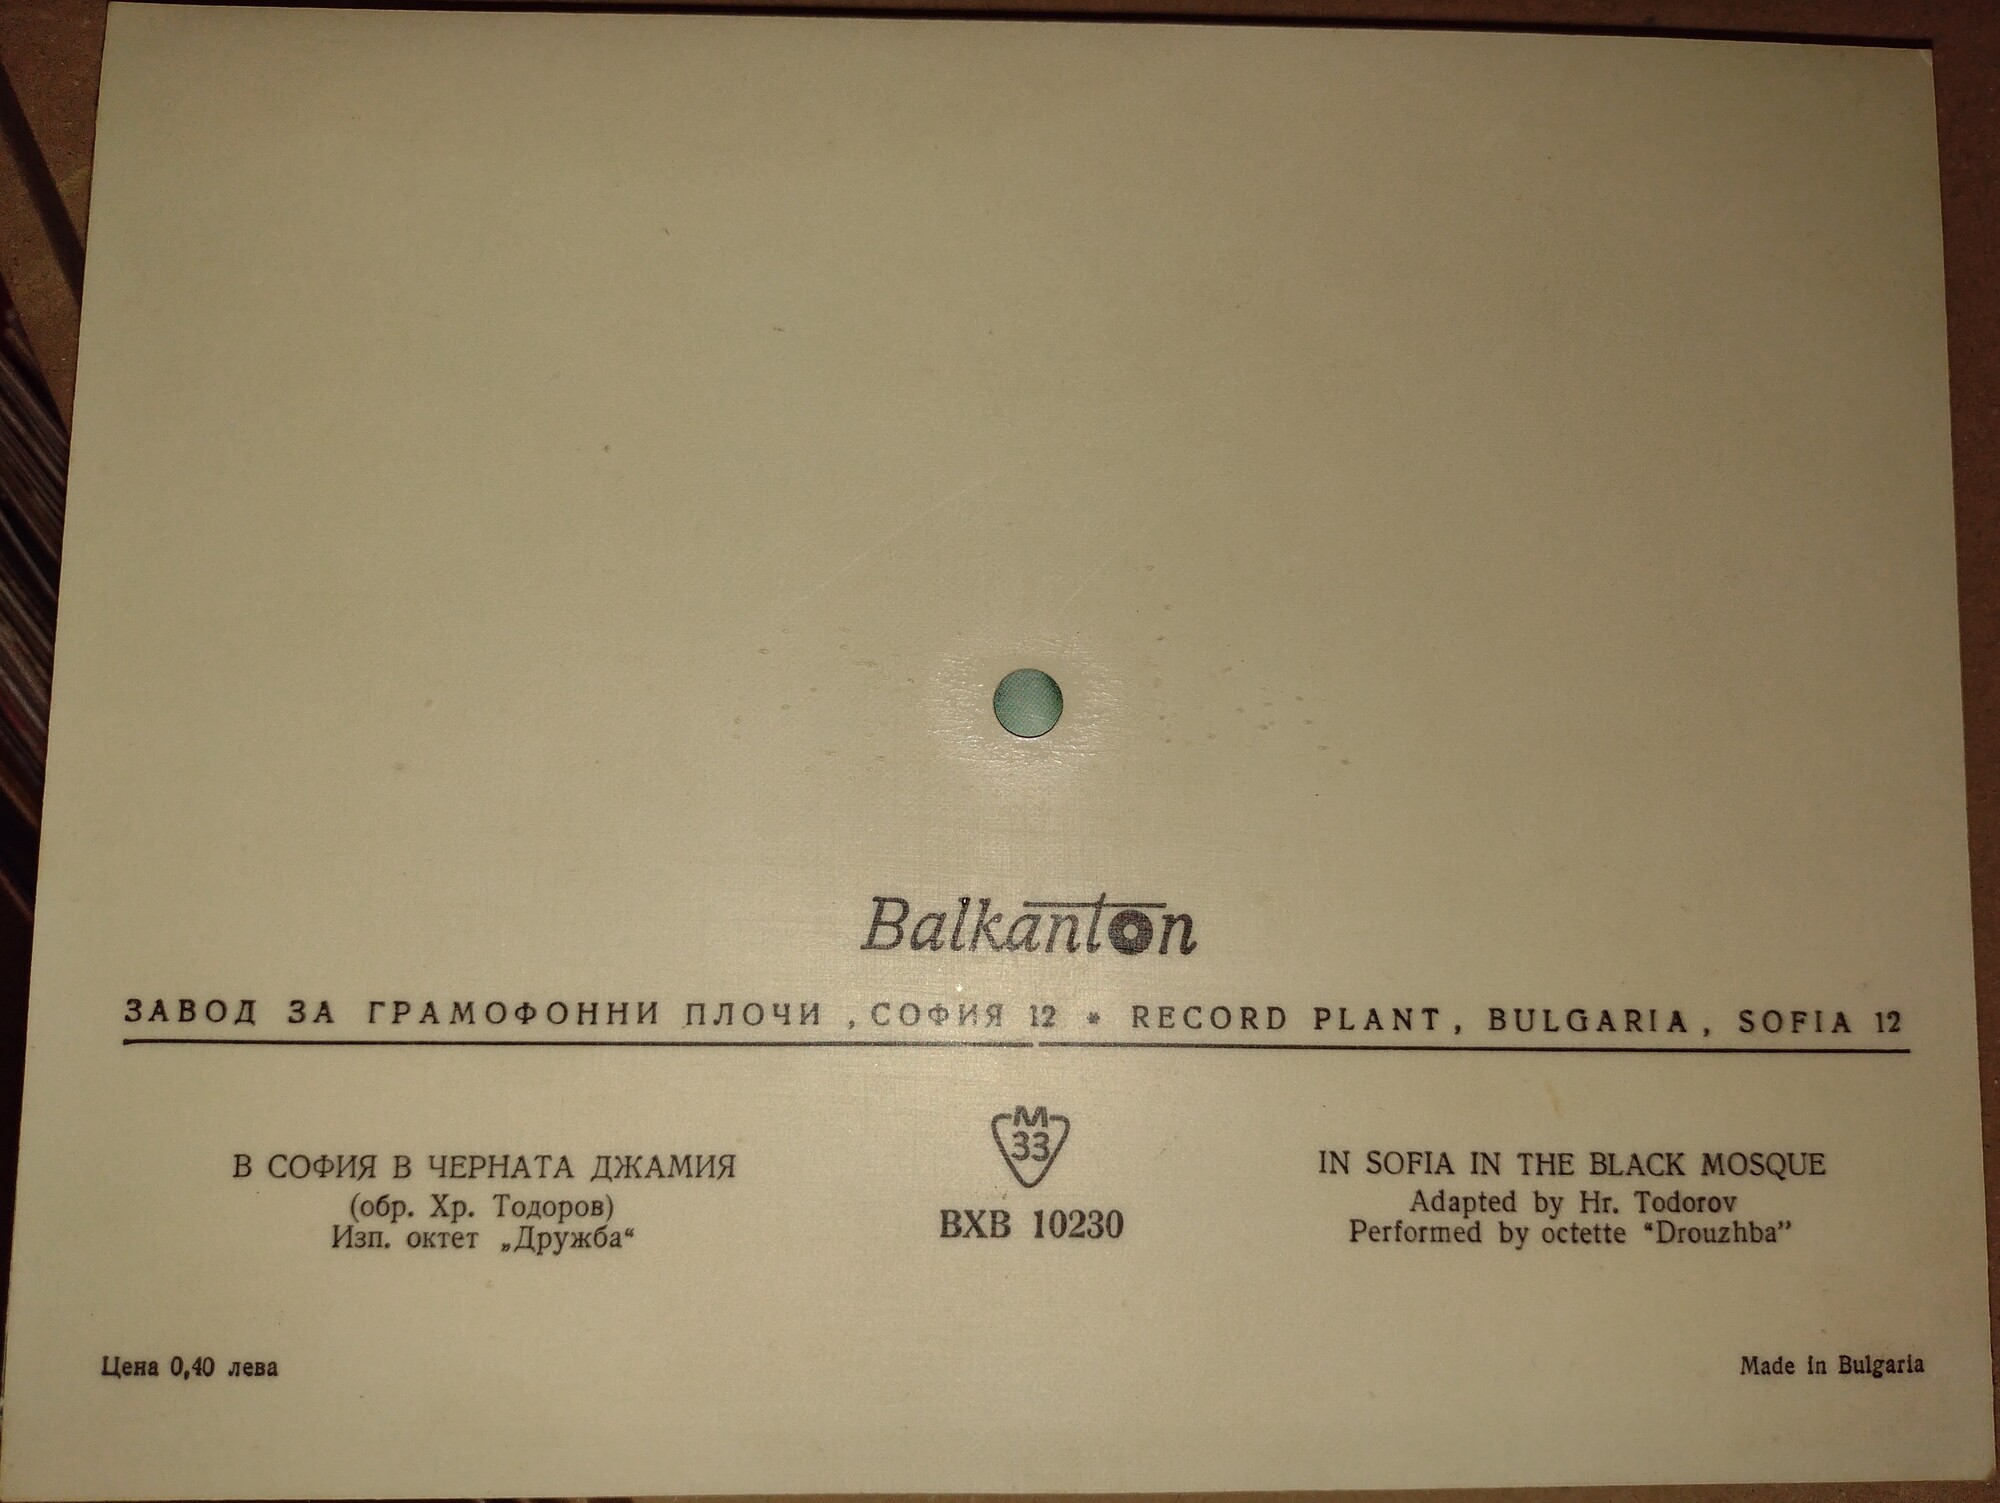 Balkanton
ЗАВОД ЗА ГРАМОФОННИ ПЛОЧИ , СОФИЯ 12 * RECORD PLANT, BULGARIA, SOFIA 12
В СОФИЯ В ЧЕРНАТА ДЖАМИЯ
(обр. Хр. Тодоров)
Изп. октет „Дружба“
М
33
ВХВ 10230
IN SOFIA IN THE BLACK MOSQUE
Adapted by Hr. Todorov
Performed by octette “Drouzhba”
Цена 0,40 лева
Made in Bulgaria